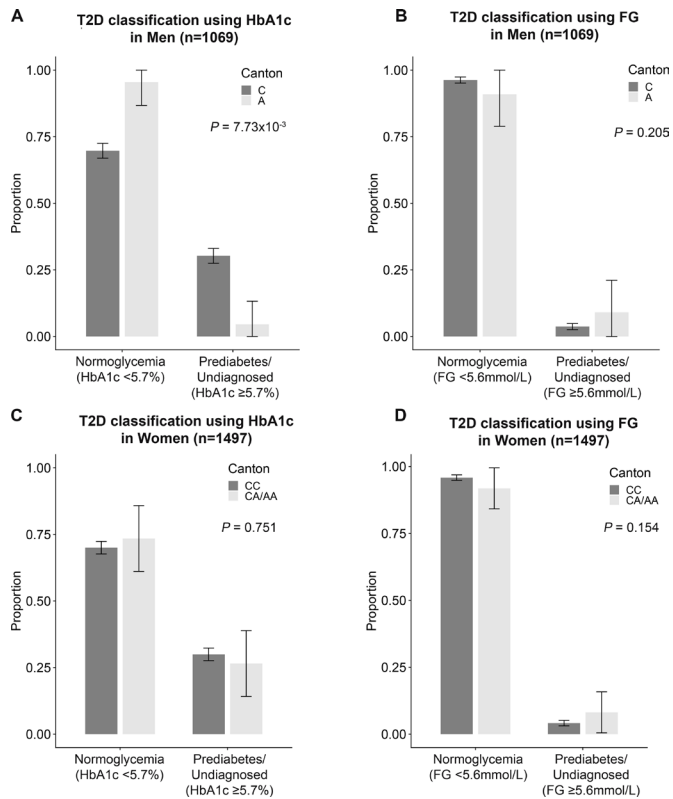 A
T2D classification using HbA1c
in Men (n=1069)
Proportion
1.00
0.75
0.50
0.25
0.00
Canton
C
A
P = 7.73x10-3
Normoglycemia
(HbA1c <5.7%)
Prediabetes/
Undiagnosed
(HbA1c ≥5.7%)
B
T2D classification using FG
in Men (n=1069)
Proportion
1.00
0.75
0.50
0.25
0.00
Canton
C
A
P = 0.205
Normoglycemia
(FG <5.6mmol/L)
Prediabetes/
Undiagnosed
(FG ≥5.6mmol/L)
C
T2D classification using HbA1c
in Women (n=1497)
Proportion
1.00
0.75
0.50
0.25
0.00
Canton
CC
CA/AA
P = 0.751
Normoglycemia
(HbA1c <5.7%)
Prediabetes/
Undiagnosed
(HbA1c ≥5.7%)
D
T2D classification using FG
in Women (n=1497)
Proportion
1.00
0.75
0.50
0.25
0.00
Canton
CC
CA/AA
P = 0.154
Normoglycemia
(FG <5.6mmol/L)
Prediabetes/
Undiagnosed
(FG ≥5.6mmol/L)